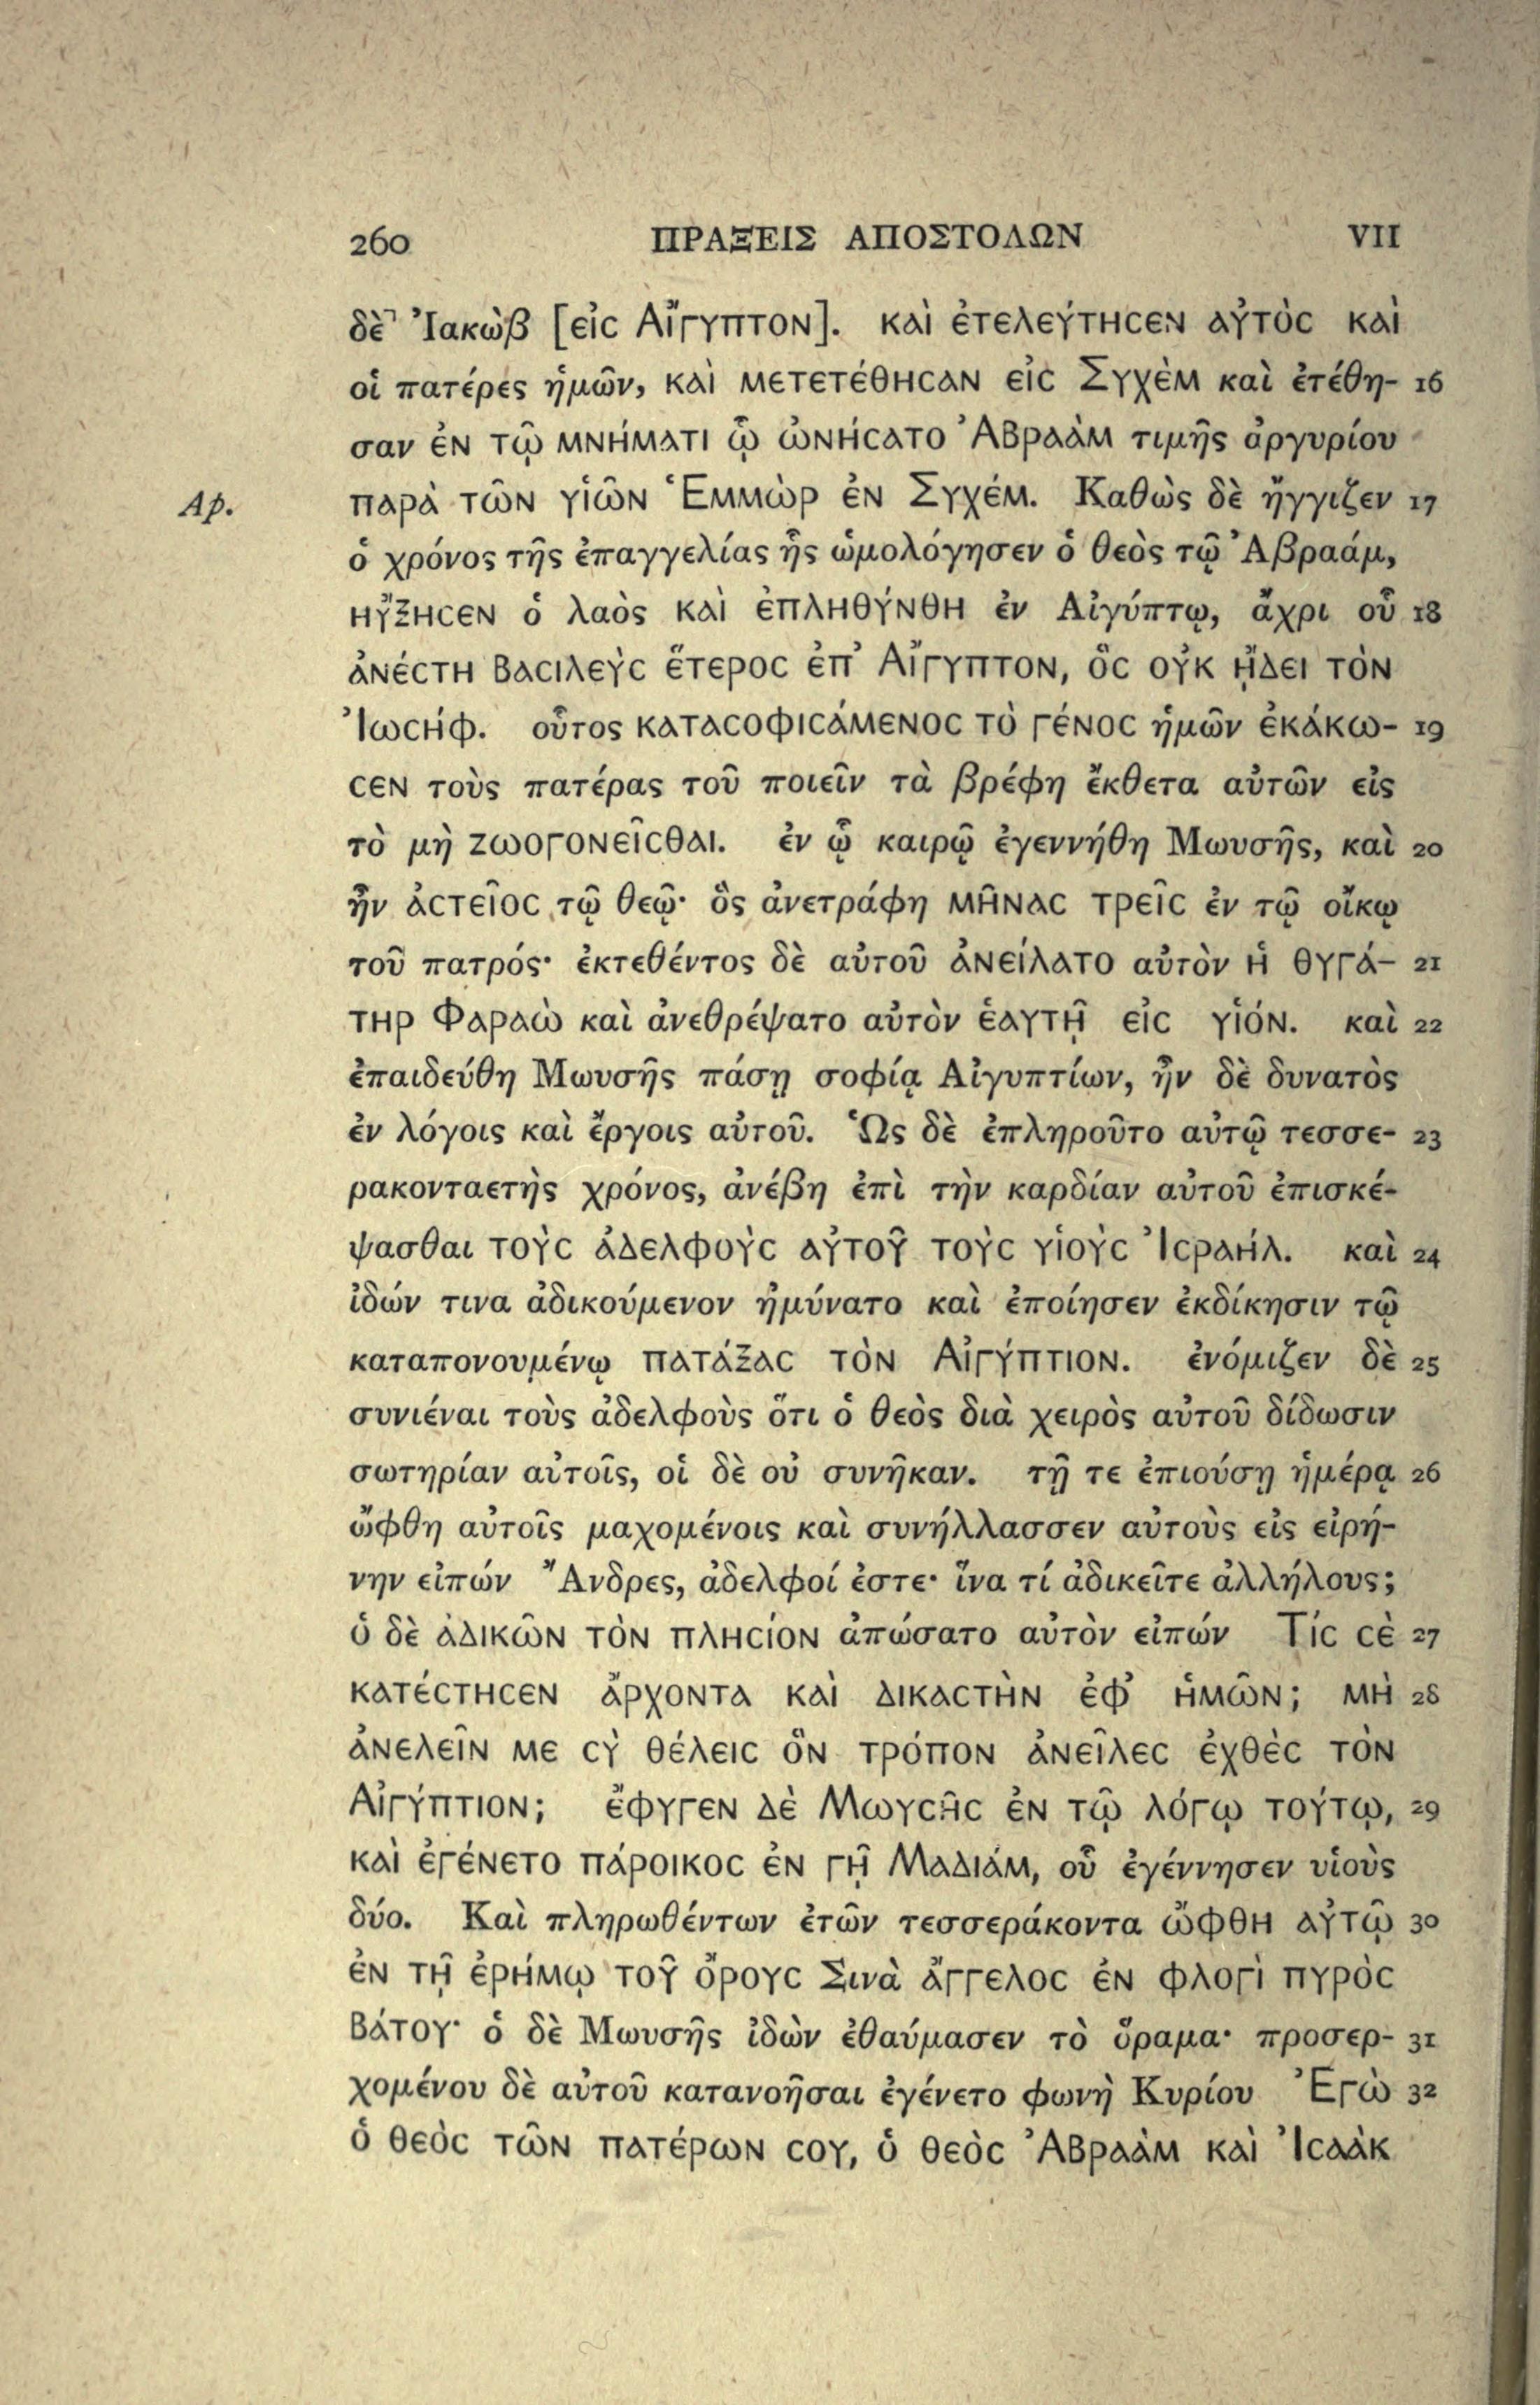 260 ΠΡΑΞΕΙΣ ΑΠΟΣΤΟΛΩΝ VII
δὲ⸣ Ἰακὼβ [εἰς Αἴγυπτον]. καὶ ἐτελεύτησεν αὐτὸς καὶ
οἱ πατέρες ἡμῶν, καὶ μετετέθησαν εἰς Συχὲμ καὶ ἐτέθη- 16
σαν ἐν τῷ μνήματι ᾧ ὠνήσατο Ἀβραὰμ τιμῆς ἀργυρίου
Ap. παρὰ τῶν υἱῶν Ἑμμὼρ ἐν Συχέμ. Καθὼς δὲ ἤγγιζεν 17
ὁ χρόνος τῆς ἐπαγγελίας ἧς ὡμολόγησεν ὁ θεὸς τῷ Ἀβραάμ,
ηὔξησεν ὁ λαὸς καὶ ἐπληθύνθη ἐν Αἰγύπτῳ, ἄχρι οὗ 18
ἀνέστη βασιλεὺς ἕτερος ἐπ' Αἴγυπτον, ὃς οὐκ ᾔδει τὸν
Ἰωσήφ. οὗτος κατασοφισάμενος τὸ γένος ἡμῶν ἐκάκω- 19
σεν τοὺς πατέρας τοῦ ποιεῖν τὰ βρέφη ἔκθετα αὐτῶν εἰς
τὸ μὴ ζωογονεῖσθαι. ἐν ᾧ καιρῷ ἐγεννήθη Μωυσῆς, καὶ 20
ἦν ἀστεῖος τῷ θεῷ· ὃς ἀνετράφη μῆνας τρεῖς ἐν τῷ οἴκῳ
τοῦ πατρός· ἐκτεθέντος δὲ αὐτοῦ ἀνείλατο αὐτὸν ἡ θυγά- 21
τηρ Φαραὼ καὶ ἀνεθρέψατο αὐτὸν ἑαυτῇ εἰς υἱόν. καὶ 22
ἐπαιδεύθη Μωυσῆς πάσῃ σοφίᾳ Αἰγυπτίων, ἦν δὲ δυνατὸς
ἐν λόγοις καὶ ἔργοις αὐτοῦ. Ὡς δὲ ἐπληροῦτο αὐτῷ τεσσε- 23
ρακονταετὴς χρόνος, ἀνέβη ἐπὶ τὴν καρδίαν αὐτοῦ ἐπισκέ-
ψασθαι τοὺς ἀδελφοὺς αὐτοῦ τοὺς υἱοὺς Ἰσραήλ. καὶ 24
ἰδών τινα ἀδικούμενον ἠμύνατο καὶ ἐποίησεν ἐκδίκησιν τῷ
καταπονουμένῳ πατάξας τὸν Αἰγύπτιον. ἐνόμιζεν δὲ 25
συνιέναι τοὺς ἀδελφοὺς ὅτι ὁ θεὸς διὰ χειρὸς αὐτοῦ δίδωσιν
σωτηρίαν αὐτοῖς, οἱ δὲ οὐ συνῆκαν. τῇ τε ἐπιούσῃ ἡμέρᾳ 26
ὤφθη αὐτοῖς μαχομένοις καὶ συνήλλασσεν αὐτοὺς εἰς εἰρή-
νην εἰπών Ἄνδρες, ἀδελφοί ἐστε· ἵνα τί ἀδικεῖτε ἀλλήλους;
ὁ δὲ ἀδικῶν τὸν πλησίον ἀπώσατο αὐτὸν εἰπών Τίς σὲ 27
κατέστησεν ἄρχοντα καὶ δικαστὴν ἐφ' ἡμῶν; μὴ 28
ἀνελεῖν με σὺ θέλεις ὃν τρόπον ἀνεῖλες ἐχθὲς τὸν
Αἰγύπτιον; ἔφυγεν δὲ Μωυσῆς ἐν τῷ λόγῳ τούτῳ, 29
καὶ ἐγένετο πάροικος ἐν γῇ Μαδιάμ, οὗ ἐγέννησεν υἱοὺς
δύο. Καὶ πληρωθέντων ἐτῶν τεσσεράκοντα ὤφθη αὐτῷ 30
ἐν τῇ ἐρήμῳ τοῦ ὄρους Σινὰ ἄγγελος ἐν φλογὶ πυρὸς
βάτου· ὁ δὲ Μωυσῆς ἰδὼν ἐθαύμασεν τὸ ὅραμα· προσερ- 31
χομένου δὲ αὐτοῦ κατανοῆσαι ἐγένετο φωνὴ Κυρίου Ἐγὼ 32
ὁ θεὸς τῶν πατέρων σου, ὁ θεὸς Ἀβραὰμ καὶ Ἰσαὰκ